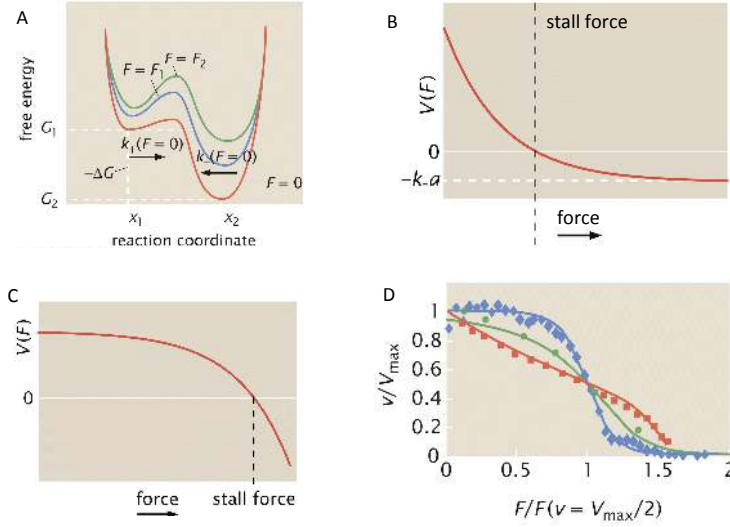 A
F = F₁
F = F₂
free energy
G₁
k₊(F = 0)
k₋(F = 0)
−ΔG
F = 0
G₂
x₁
x₂
reaction coordinate
B
stall force
V(F)
0
−k₋a
force
C
V(F)
0
force
stall force
D
v/Vmax
1
0.8
0.6
0.4
0.2
0
0
0.5
1
1.5
2
F/F(v = Vmax/2)